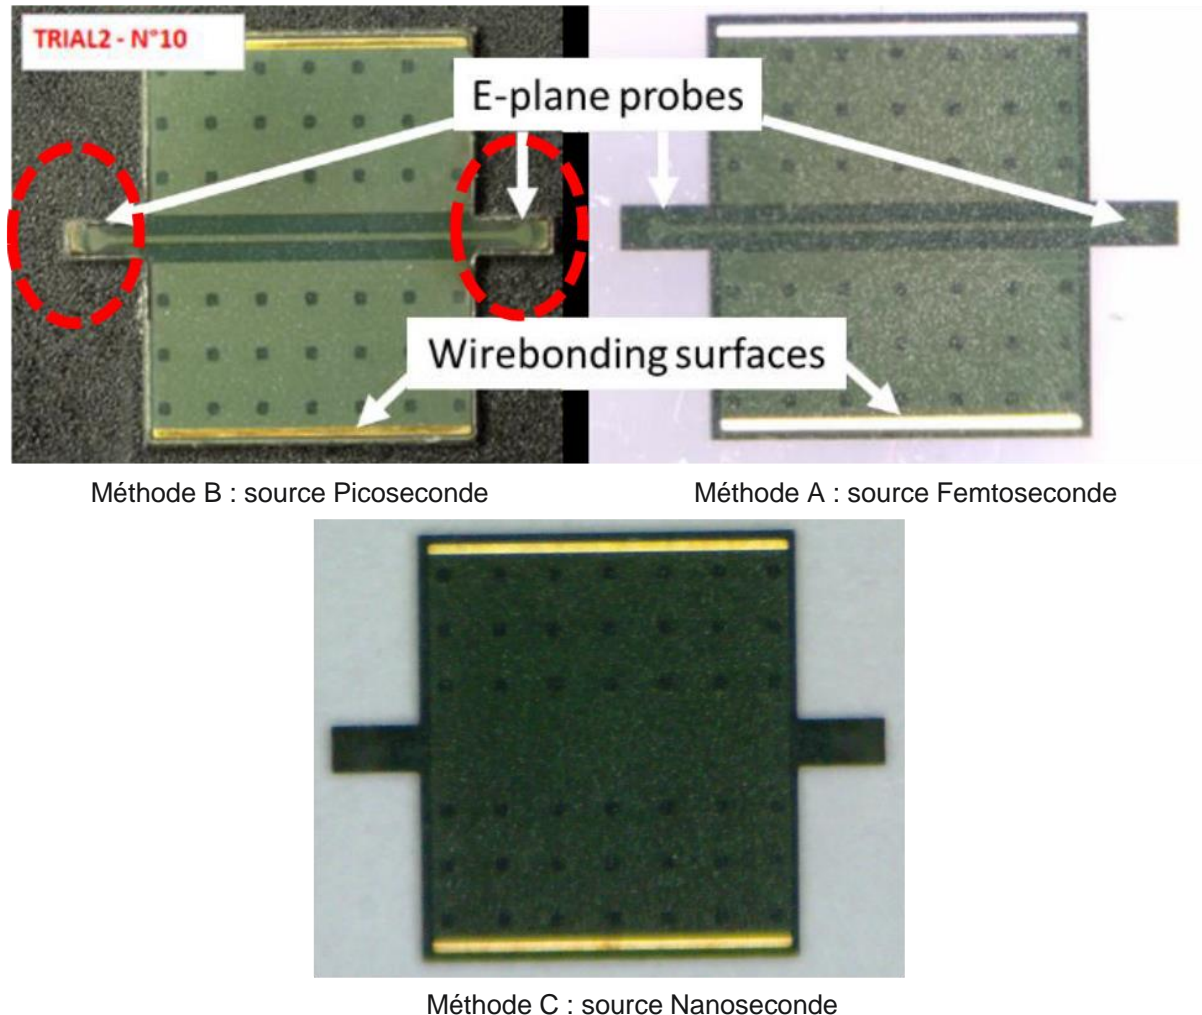 TRIAL2 - N°10
E-plane probes
Wirebonding surfaces
Méthode B : source Picoseconde
Méthode A : source Femtoseconde
Méthode C : source Nanoseconde